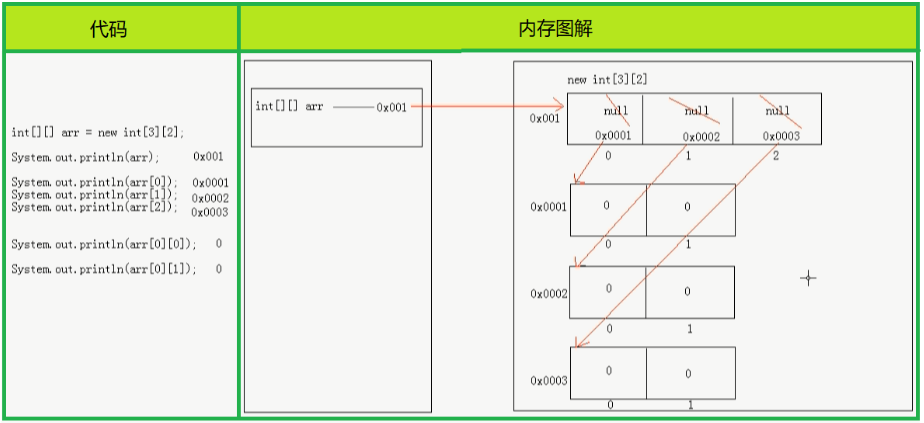 代码
内存图解
int[][] arr = new int[3][2];
System.out.println(arr); 0x001
System.out.println(arr[0]); 0x0001
System.out.println(arr[1]); 0x0002
System.out.println(arr[2]); 0x0003
System.out.println(arr[0][0]); 0
System.out.println(arr[0][1]); 0
int[][] arr 0x001
new int[3][2]
0x001
null null null
0x0001 0x0002 0x0003
0 1 2
0x0001
0 0
0 1
0x0002
0 0
0 1
0x0003
0 0
0 1